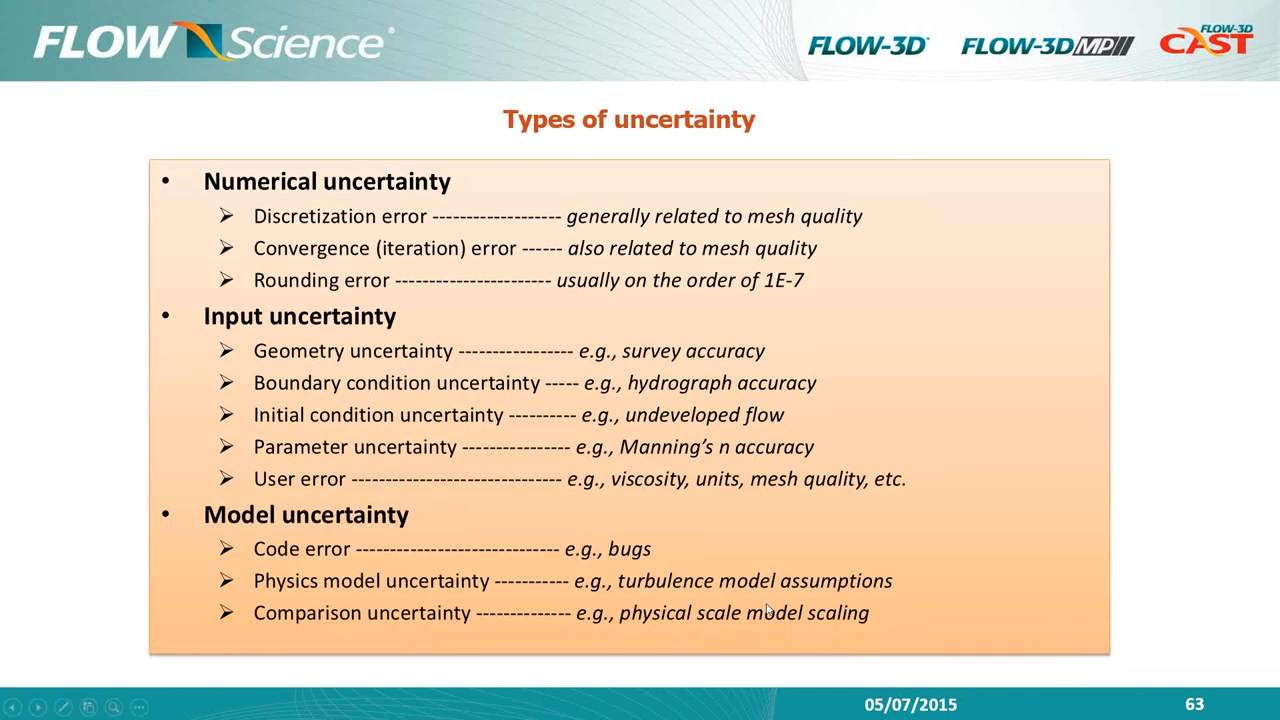 FLOW Science®
FLOW-3D® FLOW-3D MP FLOW-3D CAST
Types of uncertainty
• Numerical uncertainty
➢ Discretization error ------------------- generally related to mesh quality
➢ Convergence (iteration) error ------ also related to mesh quality
➢ Rounding error ----------------------- usually on the order of 1E-7
• Input uncertainty
➢ Geometry uncertainty ----------------- e.g., survey accuracy
➢ Boundary condition uncertainty ----- e.g., hydrograph accuracy
➢ Initial condition uncertainty ---------- e.g., undeveloped flow
➢ Parameter uncertainty ---------------- e.g., Manning’s n accuracy
➢ User error ------------------------------- e.g., viscosity, units, mesh quality, etc.
• Model uncertainty
➢ Code error ------------------------------ e.g., bugs
➢ Physics model uncertainty ----------- e.g., turbulence model assumptions
➢ Comparison uncertainty -------------- e.g., physical scale model scaling
05/07/2015 63